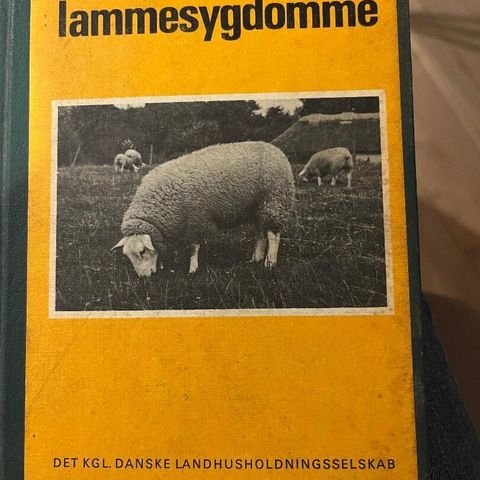 lammesygdomme
DET KGL. DANSKE LANDHUSHOLDNINGSSELSKAB